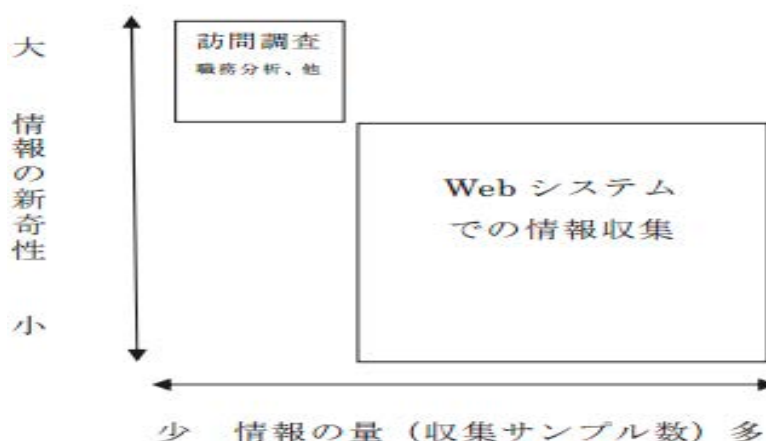 大 情報の新奇性 小
訪問調査
職務分析、他
Web システム
での情報収集
少 情報の量（収集サンプル数）多